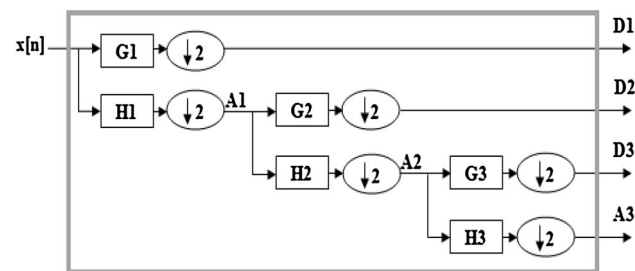 D1
x[n] G1 ↓2
D2
H1 ↓2 A1 G2 ↓2
D3
H2 ↓2 A2 G3 ↓2
A3
H3 ↓2